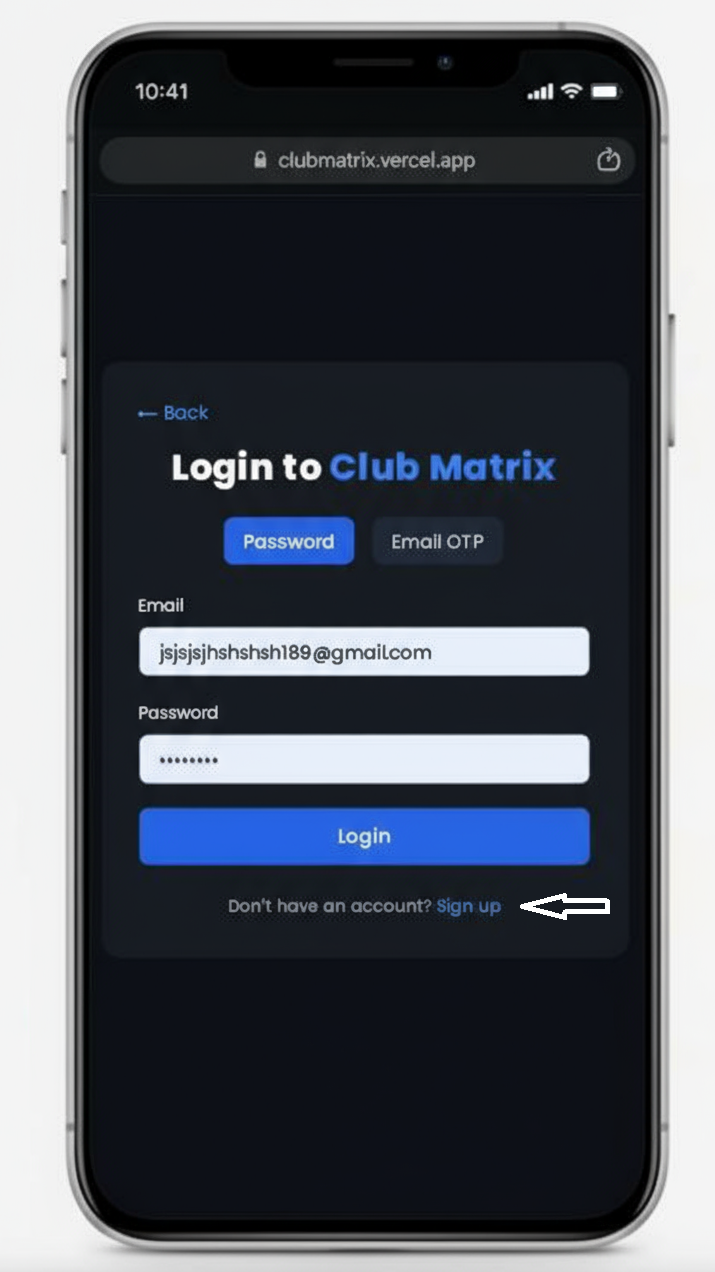 10:41
clubmatrix.vercel.app
← Back
Login to Club Matrix
Password Email OTP
Email
jsjsjsjhshshsh189@gmail.com
Password
••••••••
Login
Don't have an account? Sign up